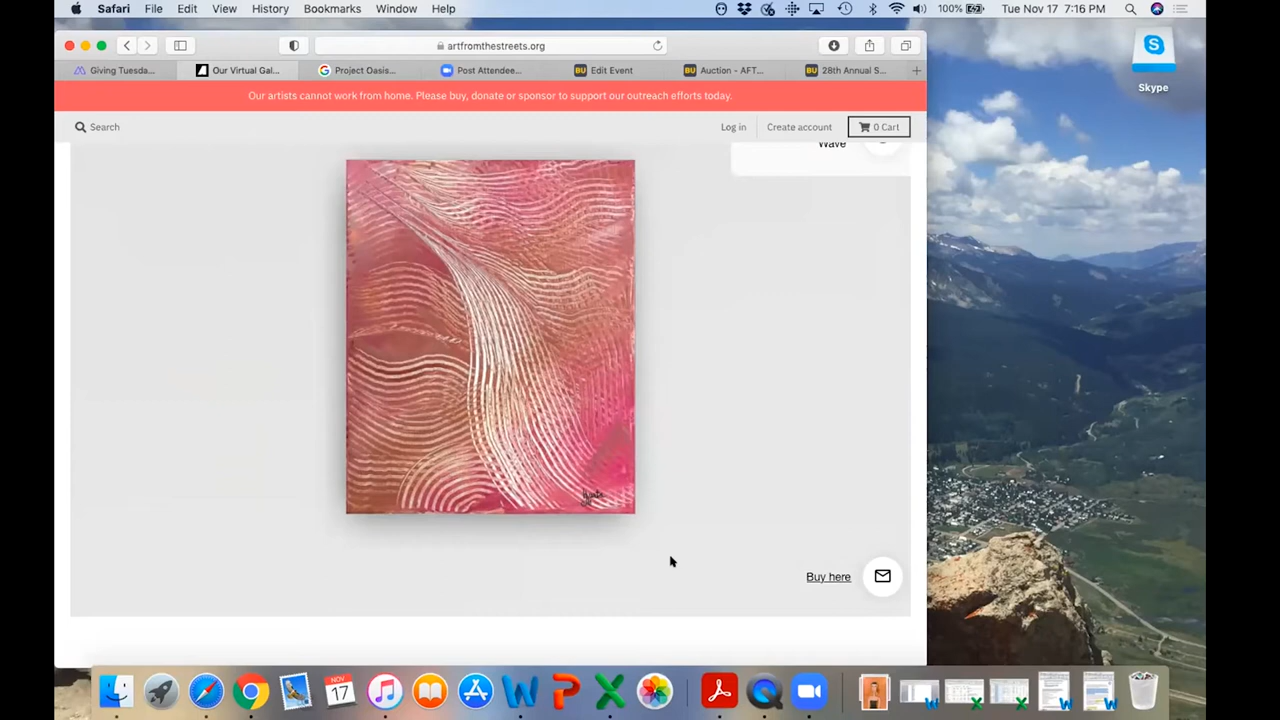 Safari File Edit View History Bookmarks Window Help 100% Tue Nov 17 7:16 PM
Skype
artfromthestreets.org
Giving Tuesda... Our Virtual Gal... Project Oasis... Post Attendee... Edit Event Auction - AFT... 28th Annual S...
Our artists cannot work from home. Please buy, donate or sponsor to support our outreach efforts today.
Search Log in Create account 0 Cart
Wave
Buy here
NOV
17